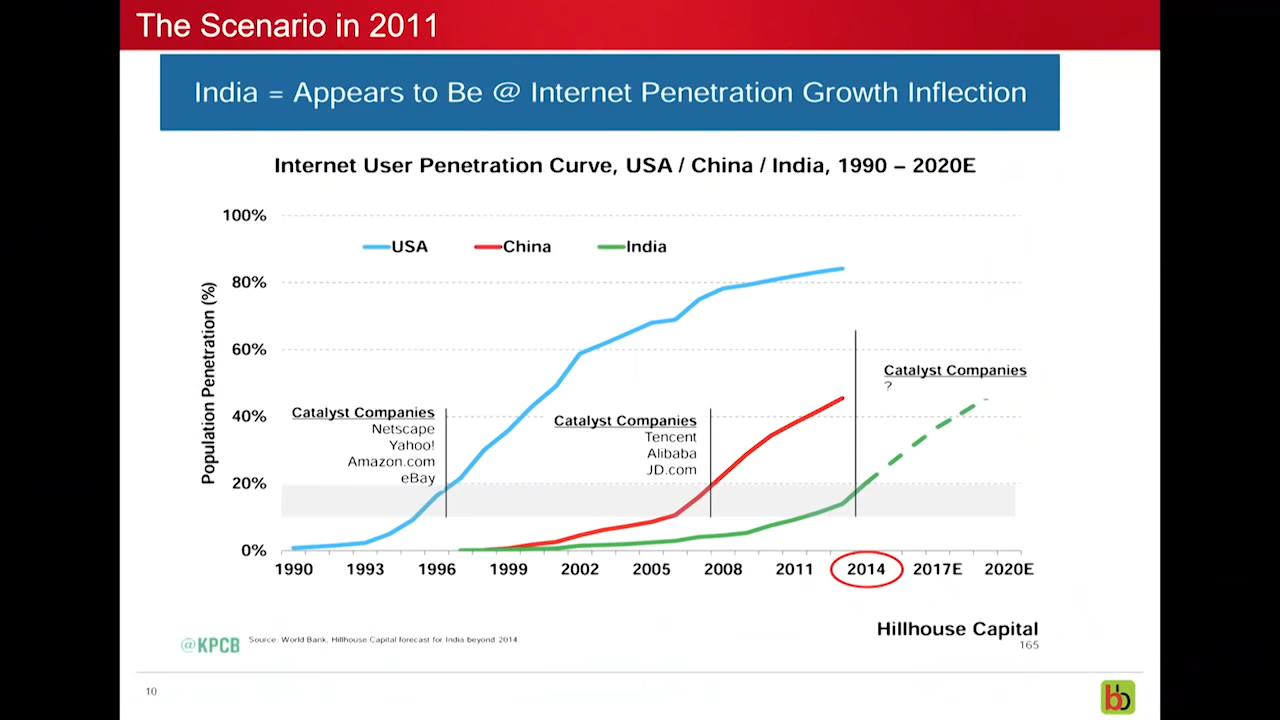 The Scenario in 2011
India = Appears to Be @ Internet Penetration Growth Inflection
Internet User Penetration Curve, USA / China / India, 1990 – 2020E
100%
USA
China
India
80%
60%
40%
20%
0%
Population Penetration (%)
Catalyst Companies
Netscape
Yahoo!
Amazon.com
eBay
Catalyst Companies
Tencent
Alibaba
JD.com
Catalyst Companies
?
1990 1993 1996 1999 2002 2005 2008 2011 2014 2017E 2020E
Hillhouse Capital
@KPCB
Source: World Bank, Hillhouse Capital forecast for India beyond 2014.
165
10
bb